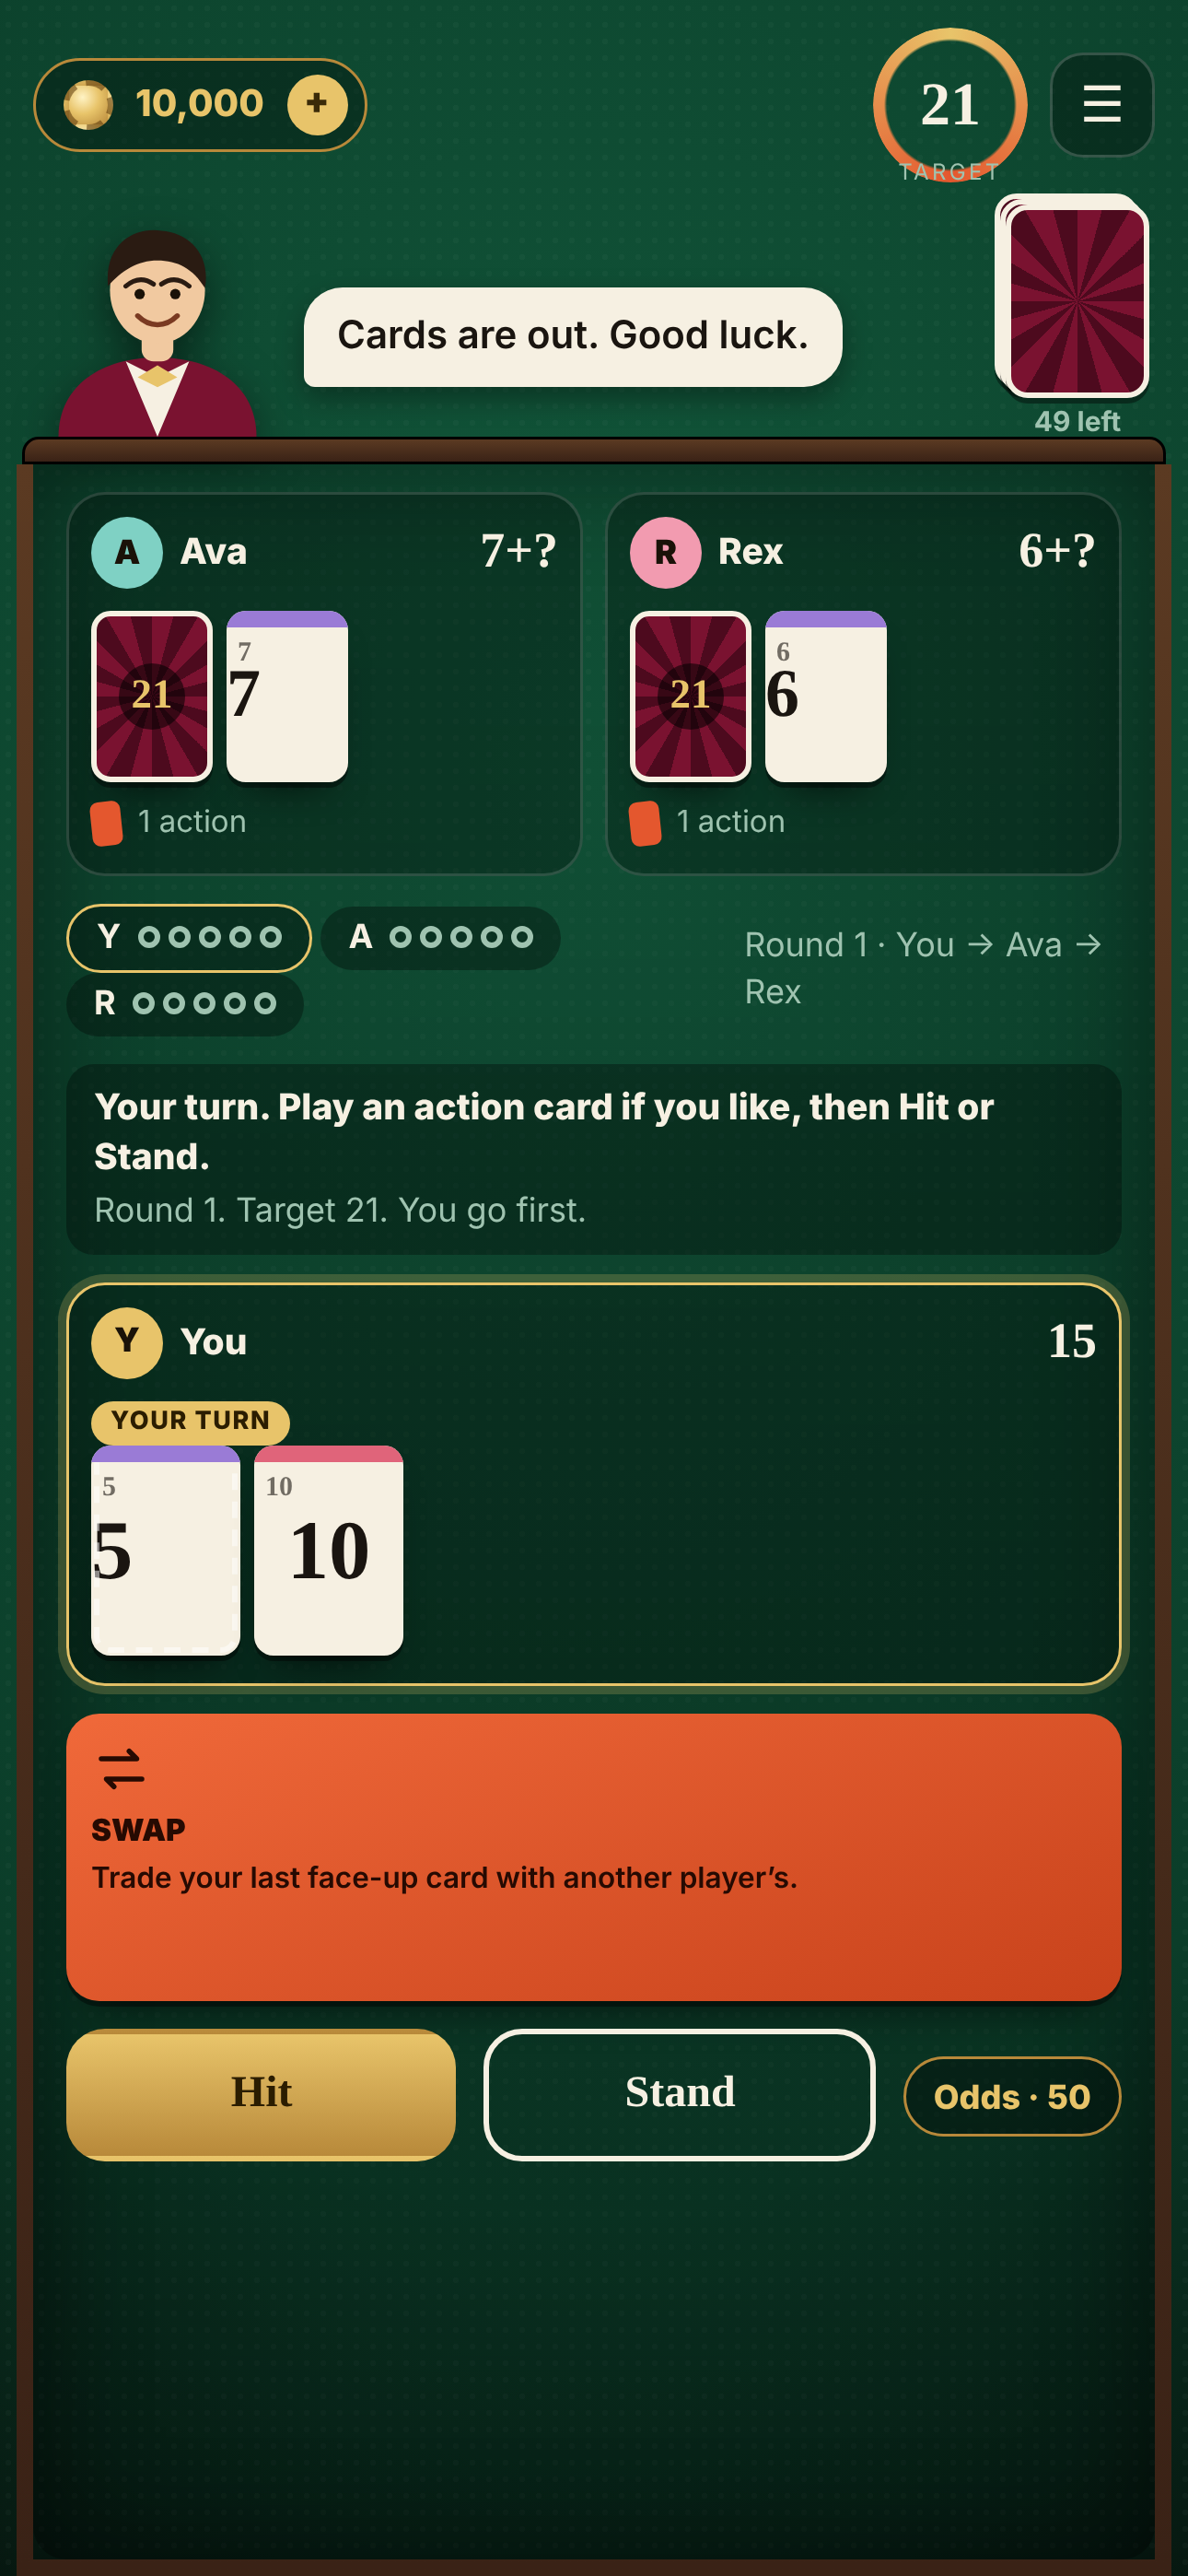 10,000 +
21
TARGET
Cards are out. Good luck.
49 left
A Ava 7+?
21
7
7
1 action
R Rex 6+?
21
6
6
1 action
Y
A
R
Round 1 · You → Ava →
Rex
Your turn. Play an action card if you like, then Hit or
Stand.
Round 1. Target 21. You go first.
Y You 15
YOUR TURN
5
5
10
10
SWAP
Trade your last face-up card with another player’s.
Hit
Stand
Odds · 50